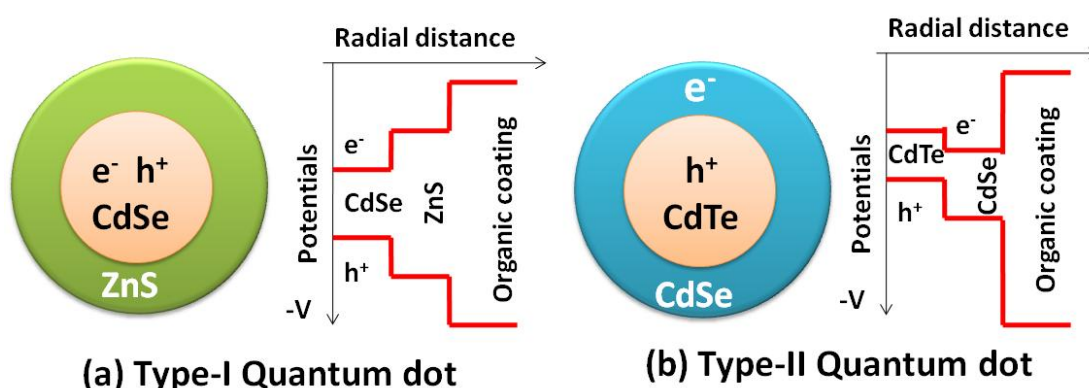 e⁻ h⁺
CdSe
ZnS
Radial distance
Potentials
e⁻
CdSe
ZnS
Organic coating
h⁺
-V
(a) Type-I Quantum dot
e⁻
h⁺
CdTe
CdSe
Radial distance
Potentials
e⁻
CdTe
CdSe
Organic coating
h⁺
-V
(b) Type-II Quantum dot